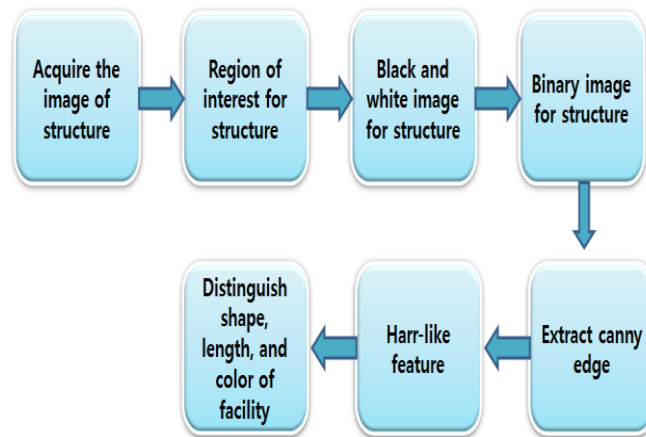 Acquire the
image of
structure
Region of
interest for
structure
Black and
white image
for structure
Binary image
for structure
Extract canny
edge
Harr-like
feature
Distinguish
shape,
length, and
color of
facility